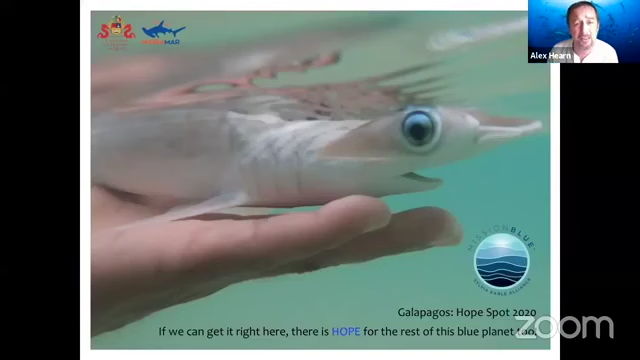 Alex Hearn
MISSION BLUE
SYLVIA EARLE ALLIANCE
Galapagos: Hope Spot 2020
If we can get it right here, there is HOPE for the rest of this blue planet too.
zoom